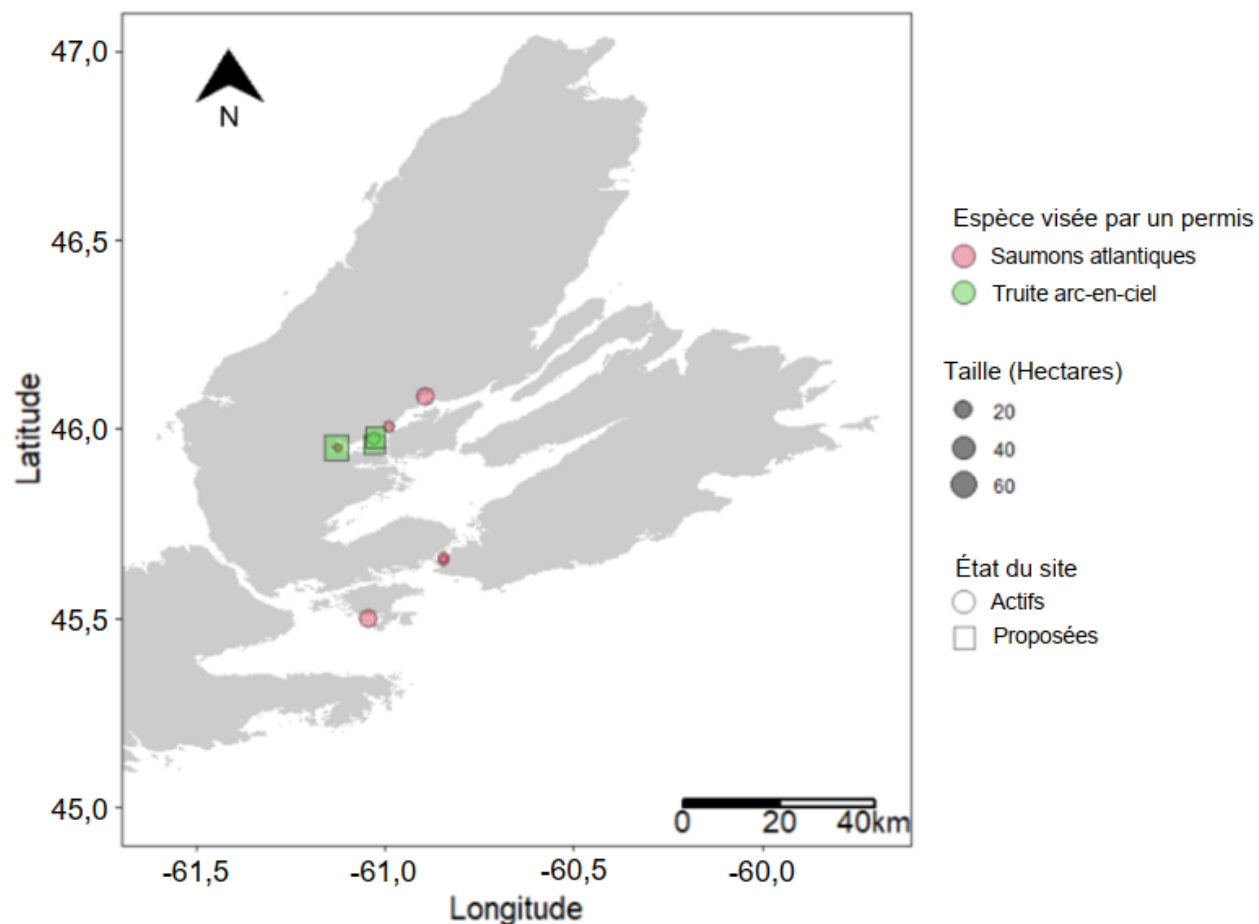 47,0
46,5
46,0
45,5
45,0
Latitude
N
0 20 40km
-61,5 -61,0 -60,5 -60,0
Longitude
Espèce visée par un permis
Saumons atlantiques
Truite arc-en-ciel
Taille (Hectares)
20
40
60
État du site
Actifs
Proposées